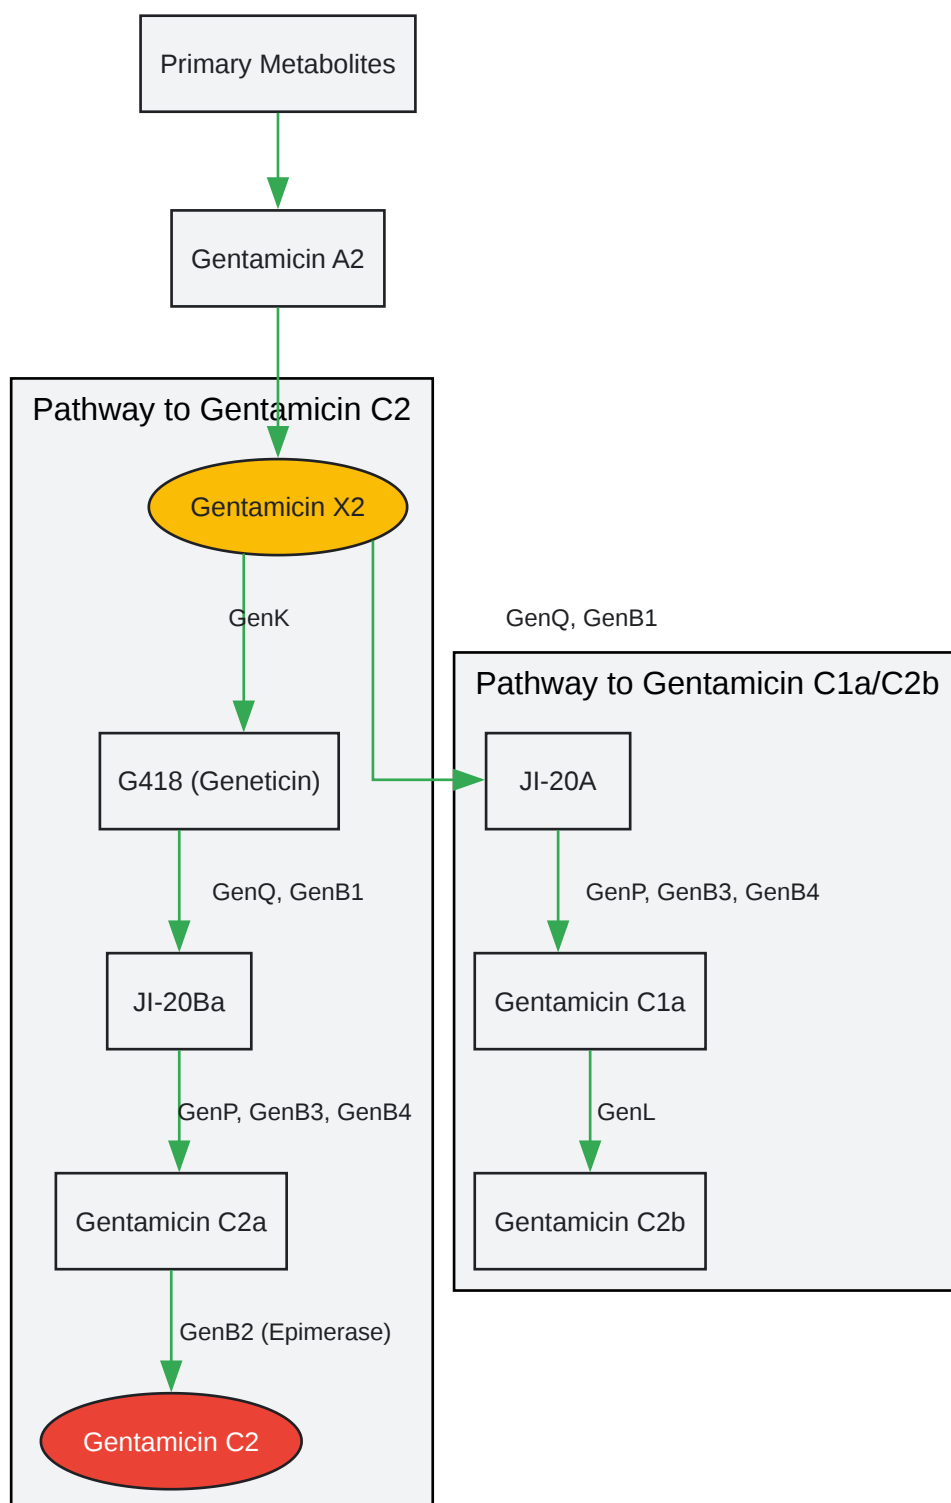 Primary Metabolites
Gentamicin A2
Pathway to Gentamicin C2
Gentamicin X2
GenK
GenQ, GenB1
Pathway to Gentamicin C1a/C2b
G418 (Geneticin)
JI-20A
GenQ, GenB1
GenP, GenB3, GenB4
JI-20Ba
Gentamicin C1a
GenP, GenB3, GenB4
GenL
Gentamicin C2a
Gentamicin C2b
GenB2 (Epimerase)
Gentamicin C2